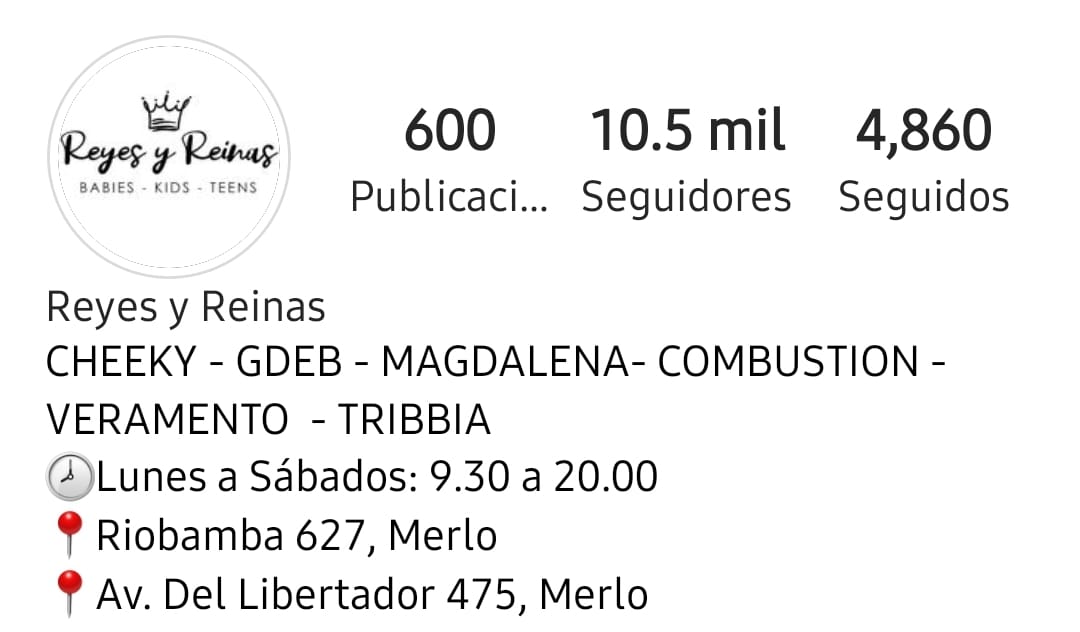 Reyes y Reinas
BABIES - KIDS - TEENS
600
Publicaci...
10.5 mil
Seguidores
4,860
Seguidos
Reyes y Reinas
CHEEKY - GDEB - MAGDALENA- COMBUSTION -
VERAMENTO - TRIBBIA
🕗Lunes a Sábados: 9.30 a 20.00
📍Riobamba 627, Merlo
📍Av. Del Libertador 475, Merlo